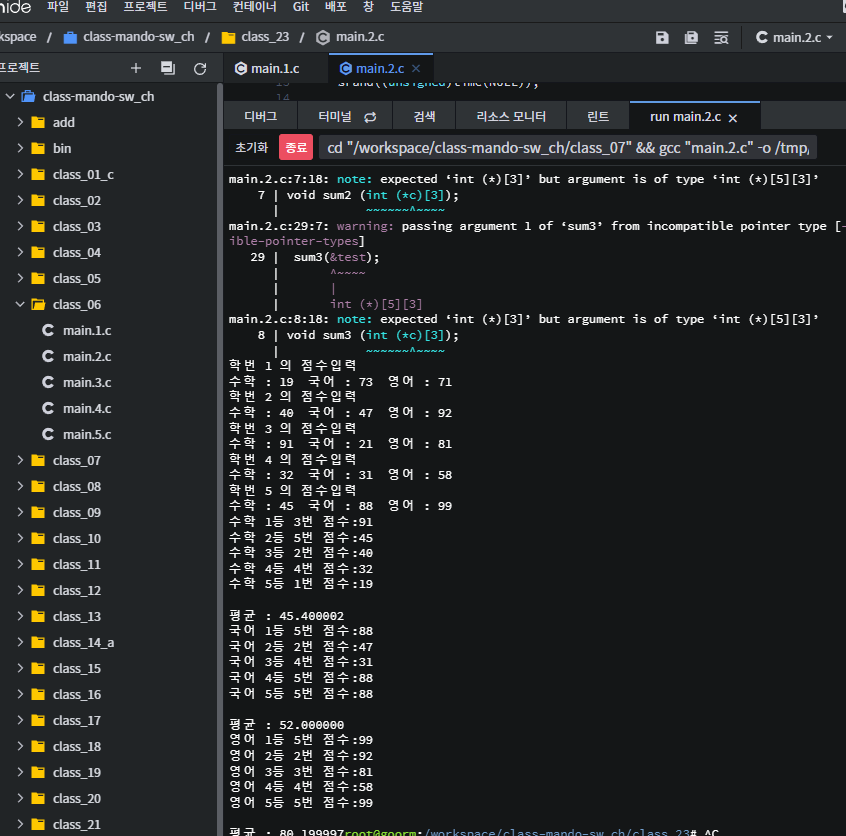 ide 파일 편집 프로젝트 디버그 컨테이너 Git 배포 창 도움말
kspace / class-mando-sw_ch / class_23 / main.2.c
main.2.c
프로젝트
main.1.c main.2.c
class-mando-sw_ch
add
bin
class_01_c
class_02
class_03
class_04
class_05
class_06
main.1.c
main.2.c
main.3.c
main.4.c
main.5.c
class_07
class_08
class_09
class_10
class_11
class_12
class_13
class_14_a
class_15
class_16
class_17
class_18
class_19
class_20
class_21
srand((unsigned)time(NULL));
14
디버그 터미널 검색 리소스 모니터 린트 run main.2.c
초기화 종료 cd "/workspace/class-mando-sw_ch/class_07" && gcc "main.2.c" -o /tmp/
main.2.c:7:18: note: expected ‘int (*)[3]’ but argument is of type ‘int (*)[5][3]’
7 | void sum2 (int (*c)[3]);
| ~~~~~~^~~~~
main.2.c:29:7: warning: passing argument 1 of ‘sum3’ from incompatible pointer type [-
ible-pointer-types]
29 | sum3(&test);
| ^~~~~
| |
| int (*)[5][3]
main.2.c:8:18: note: expected ‘int (*)[3]’ but argument is of type ‘int (*)[5][3]’
8 | void sum3 (int (*c)[3]);
| ~~~~~~^~~~~
학번 1 의 점수입력
수학 : 19 국어 : 73 영어 : 71
학번 2 의 점수입력
수학 : 40 국어 : 47 영어 : 92
학번 3 의 점수입력
수학 : 91 국어 : 21 영어 : 81
학번 4 의 점수입력
수학 : 32 국어 : 31 영어 : 58
학번 5 의 점수입력
수학 : 45 국어 : 88 영어 : 99
수학 1등 3번 점수:91
수학 2등 5번 점수:45
수학 3등 2번 점수:40
수학 4등 4번 점수:32
수학 5등 1번 점수:19
평균 : 45.400002
국어 1등 5번 점수:88
국어 2등 2번 점수:47
국어 3등 4번 점수:31
국어 4등 5번 점수:88
국어 5등 5번 점수:88
평균 : 52.000000
영어 1등 5번 점수:99
영어 2등 2번 점수:92
영어 3등 3번 점수:81
영어 4등 4번 점수:58
영어 5등 5번 점수:99
평균 : 80.199997root@goorm:/workspace/class-mando-sw_ch/class_23# ^C